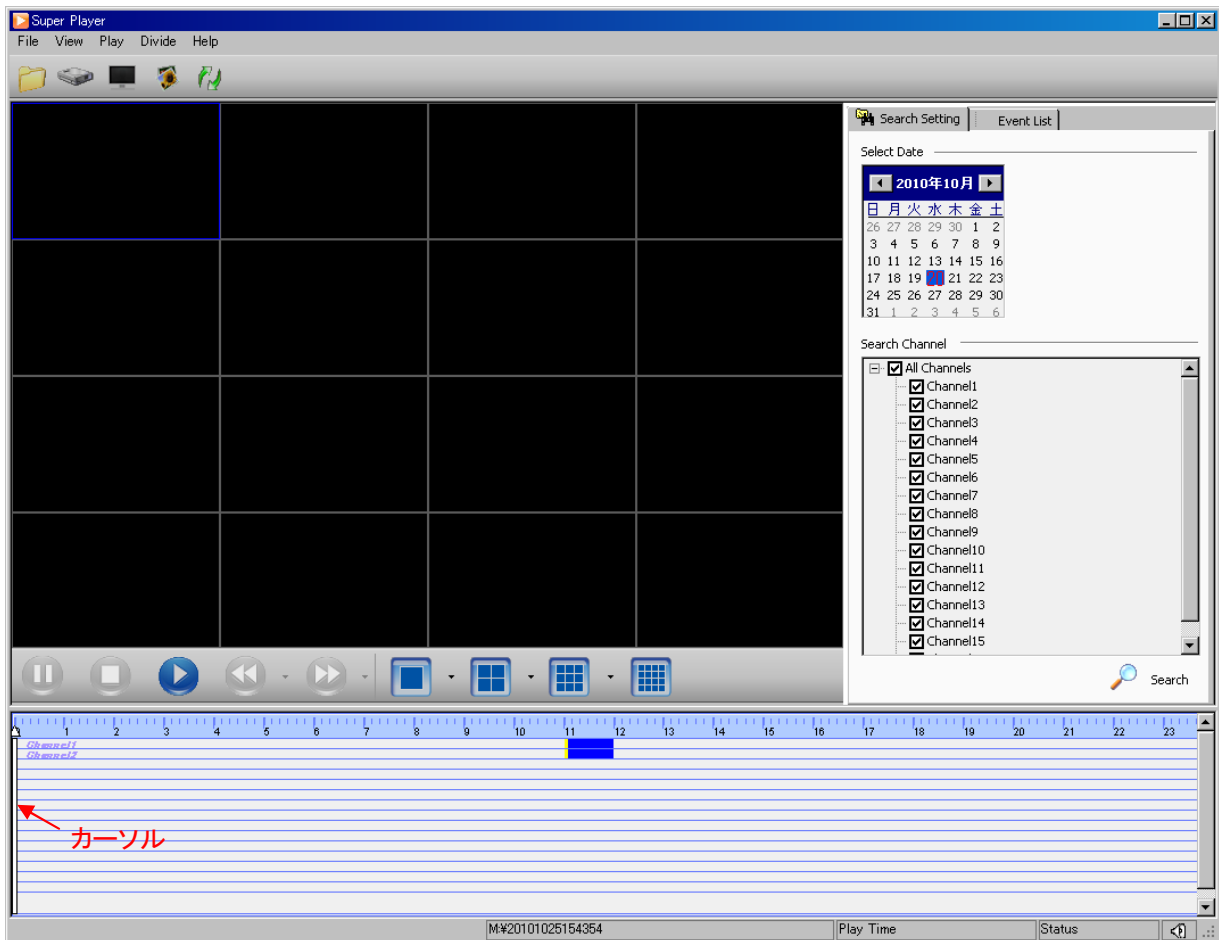 Super Player
File View Play Divide Help
Search Setting
Event List
Select Date
2010年10月
日 月 火 水 木 金 土
26 27 28 29 30 1 2
3 4 5 6 7 8 9
10 11 12 13 14 15 16
17 18 19 21 22 23
24 25 26 27 28 29 30
31 1 2 3 4 5 6
Search Channel
All Channels
Channel1
Channel2
Channel3
Channel4
Channel5
Channel6
Channel7
Channel8
Channel9
Channel10
Channel11
Channel12
Channel13
Channel14
Channel15
Search
1 2 3 4 5 6 7 8 9 10 11 12 13 14 15 16 17 18 19 20 21 22 23
Channel1
Channel2
カーソル
M:¥20101025154354
Play Time
Status